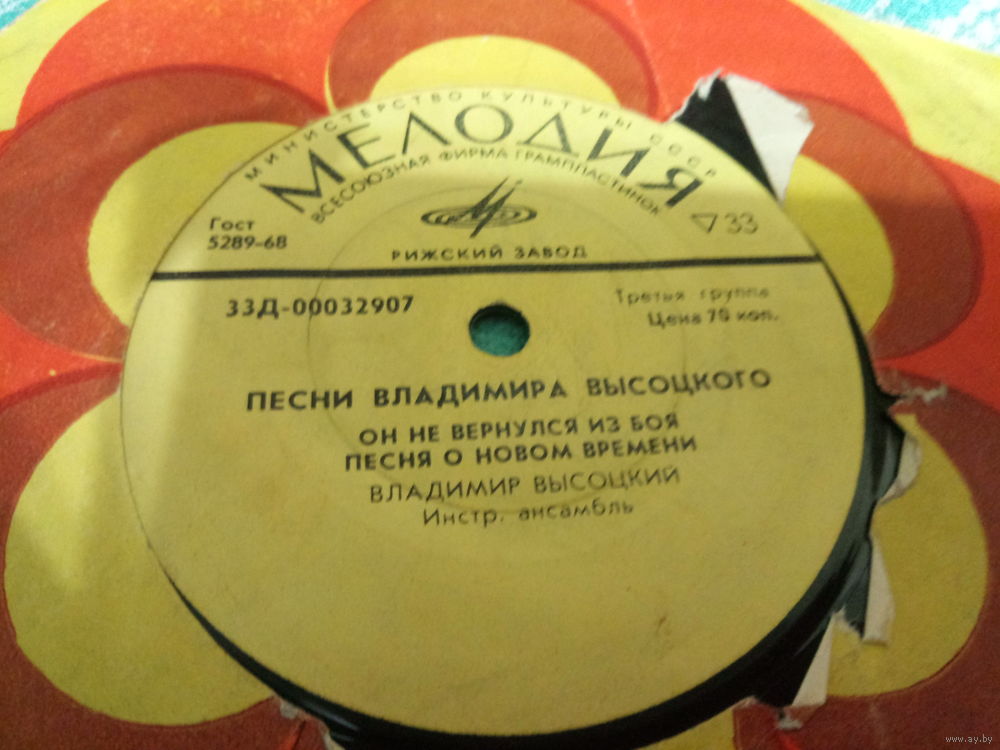 МИНИСТЕРСТВО КУЛЬТУРЫ СССР
МЕЛОДИЯ
ВСЕСОЮЗНАЯ ФИРМА ГРАМПЛАСТИНОК
Гост
5289-68
33
РИЖСКИЙ ЗАВОД
33Д-00032907
Третья группа
Цена 70 коп.
ПЕСНИ ВЛАДИМИРА ВЫСОЦКОГО
ОН НЕ ВЕРНУЛСЯ ИЗ БОЯ
ПЕСНЯ О НОВОМ ВРЕМЕНИ
ВЛАДИМИР ВЫСОЦКИЙ
Инстр. ансамбль
www.ay.by